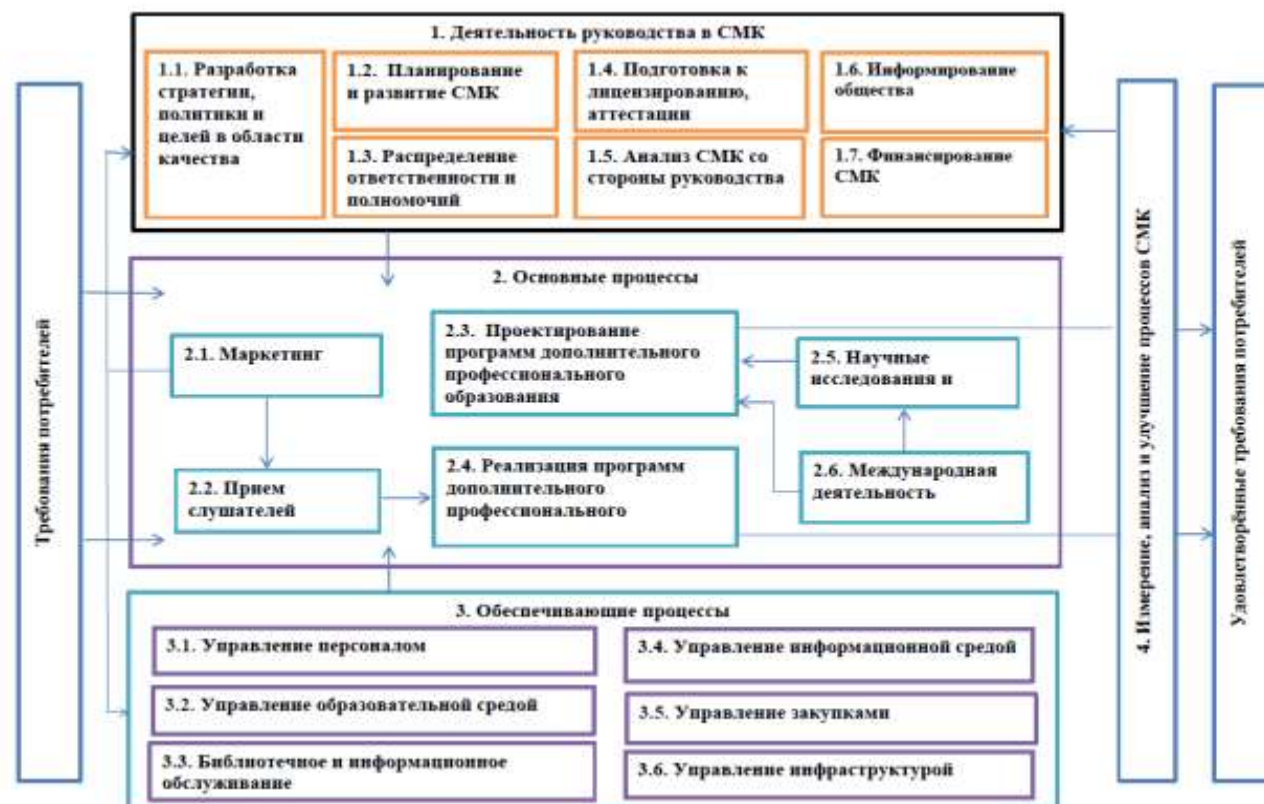 Требования потребителей
1. Деятельность руководства в СМК
1.1. Разработка
стратегии,
политики и
целей в области
качества
1.2. Планирование
и развитие СМК
1.3. Распределение
ответственности и
полномочий
1.4. Подготовка к
лицензированию,
аттестации
1.5. Анализ СМК со
стороны руководства
1.6. Информирование
общества
1.7. Финансирование
СМК
2. Основные процессы
2.1. Маркетинг
2.2. Прием
слушателей
2.3. Проектирование
программ дополнительного
профессионального
образования
2.4. Реализация программ
дополнительного
профессионального
2.5. Научные
исследования и
2.6. Международная
деятельность
3. Обеспечивающие процессы
3.1. Управление персоналом
3.2. Управление образовательной средой
3.3. Библиотечное и информационное
обслуживание
3.4. Управление информационной средой
3.5. Управление закупками
3.6. Управление инфраструктурой
4. Измерение, анализ и улучшение процессов СМК
Удовлетворённые требования потребителей